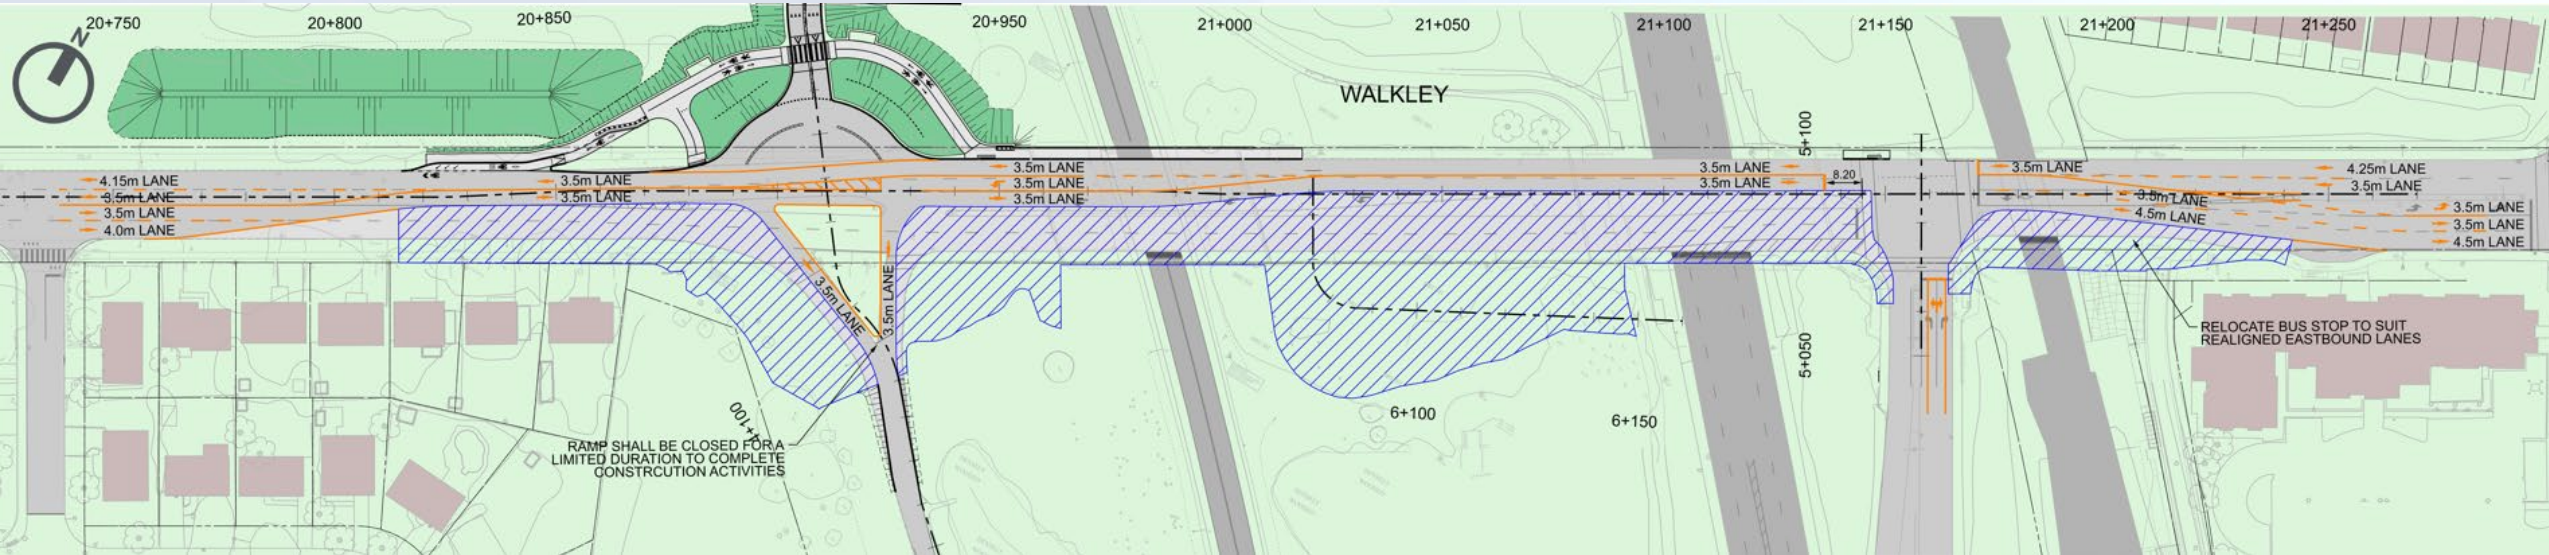 20+750
20+800
20+850
20+950
21+000
21+050
21+100
21+150
21+200
21+250
N
WALKLEY
5+100
4.15m LANE
3.5m LANE
3.5m LANE
4.0m LANE
3.5m LANE
3.5m LANE
3.5m LANE
3.5m LANE
3.5m LANE
3.5m LANE
3.5m LANE
8.20
3.5m LANE
4.25m LANE
3.5m LANE
3.5m LANE
4.5m LANE
3.5m LANE
3.5m LANE
4.5m LANE
3.5m LANE
3.5m LANE
RELOCATE BUS STOP TO SUIT
REALIGNED EASTBOUND LANES
5+050
4+100
6+100
6+150
RAMP SHALL BE CLOSED FOR A
LIMITED DURATION TO COMPLETE
CONSTRCUTION ACTIVITIES